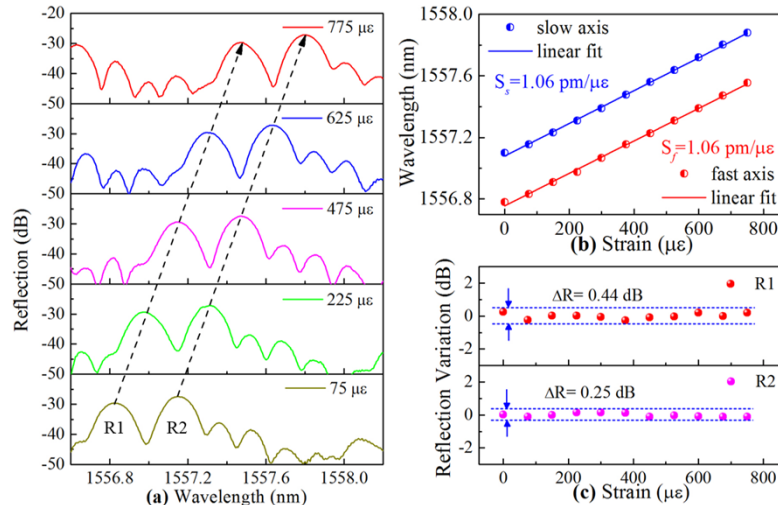 -20
-30
-40
-50
775 με
-30
-40
-50
625 με
-30
-40
-50
475 με
-30
-40
-50
225 με
-30
-40
-50
75 με
R1 R2
Reflection (dB)
1556.8 1557.2 1557.6 1558.0
(a) Wavelength (nm)
1558.0
1557.6
1557.2
1556.8
Wavelength (nm)
slow axis
linear fit
Ss=1.06 pm/με
Sf=1.06 pm/με
fast axis
linear fit
0 200 400 600 800
(b) Strain (με)
Reflection Variation (dB)
2
0
-2
R1
ΔR= 0.44 dB
2
0
-2
R2
ΔR= 0.25 dB
0 200 400 600 800
(c) Strain (με)